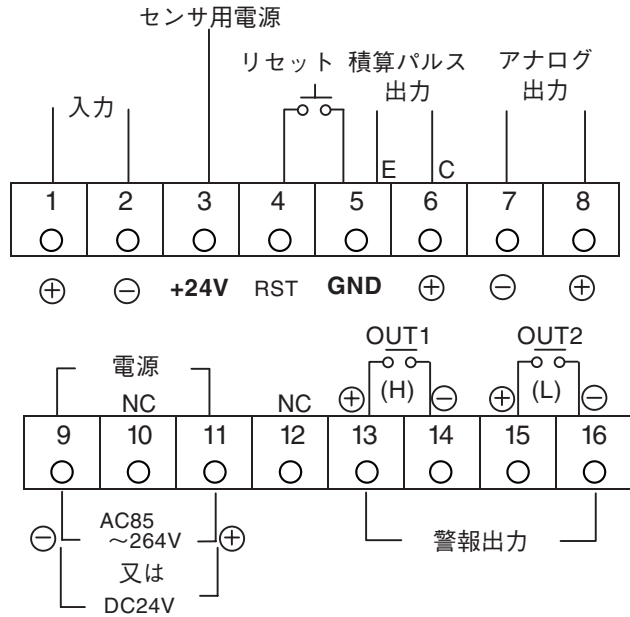 センサ用電源
リセット 積算パルス アナログ
入力 出力 出力
E C
1 2 3 4 5 6 7 8
⊕ ⊖ +24V RST GND ⊕ ⊖ ⊕
OUT1 OUT2
電源
NC NC ⊕ (H) ⊖ ⊕ (L) ⊖
9 10 11 12 13 14 15 16
AC85
⊖ ～264V ⊕ 警報出力
又は
DC24V